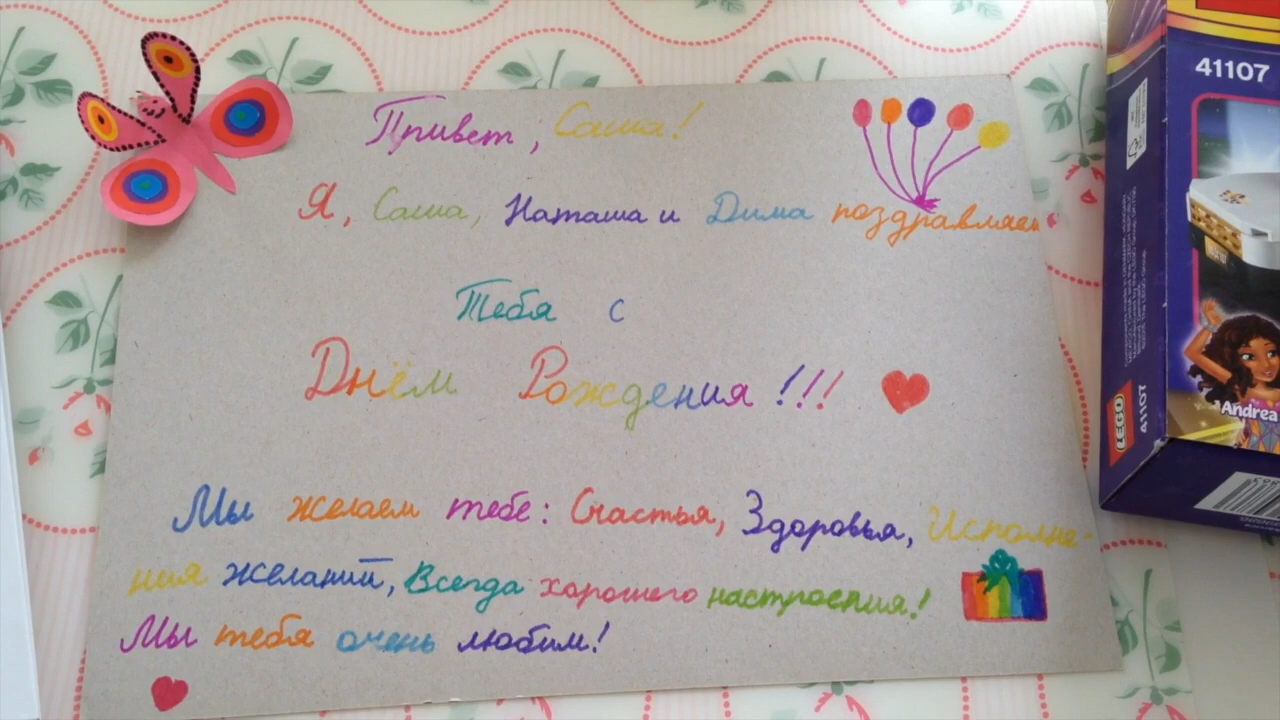 Привет, Саша!
Я, Саша, Наташа и Дима поздравляем
Тебя с
Днём Рождения!!!
Мы желаем тебе: Счастья, Здоровья, Исполне-
ния желаний, Всегда хорошего настроения!
Мы тебя очень любим!
41107
Andrea
LEGO
41107